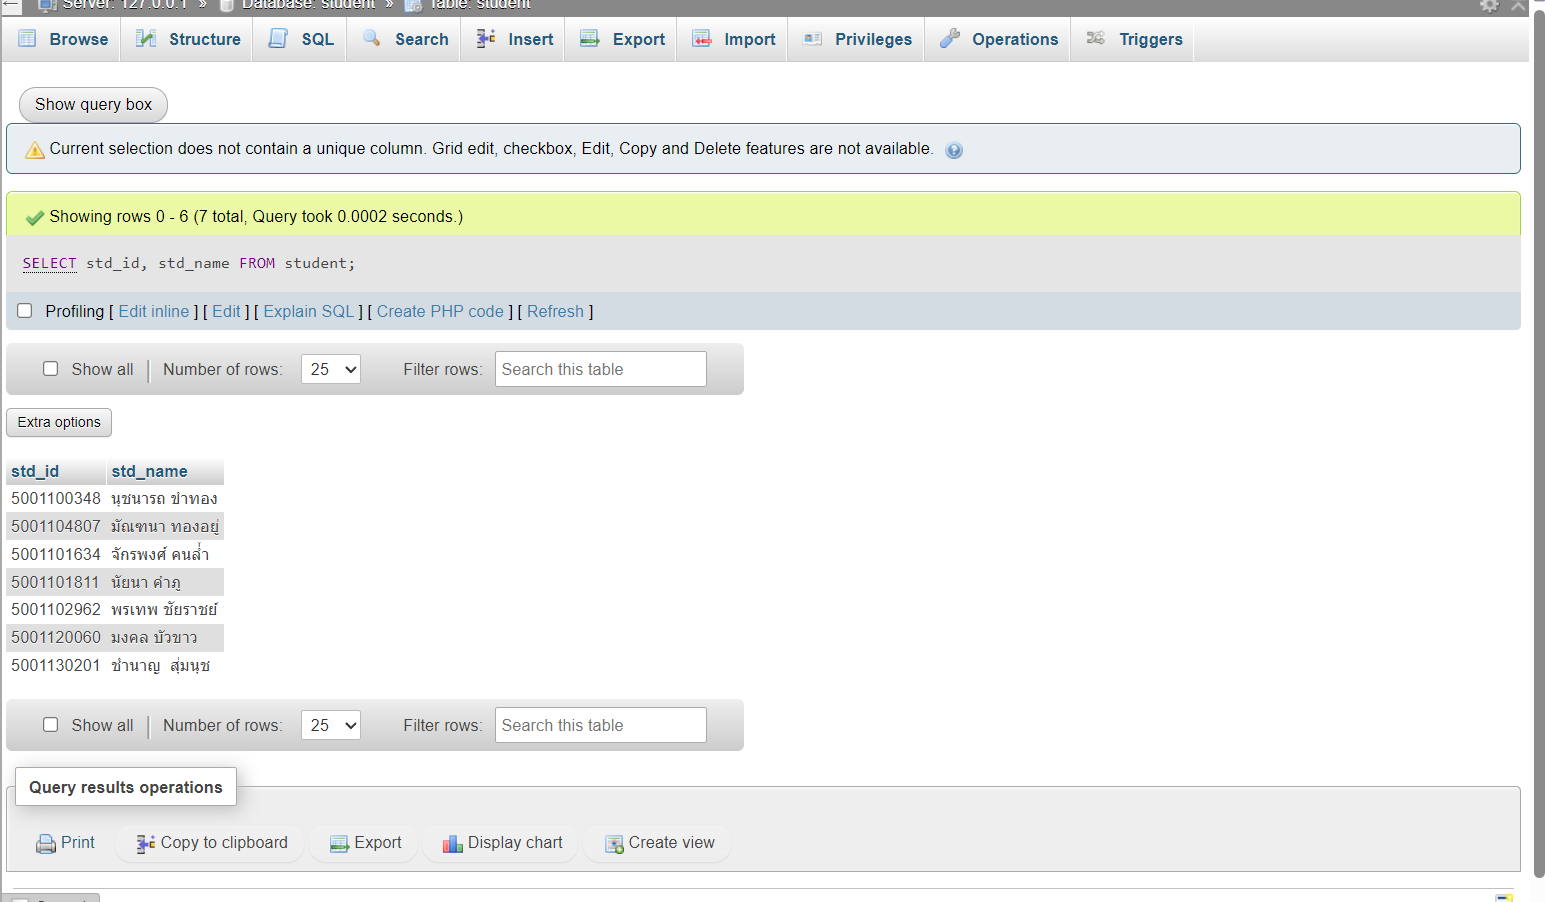 Server: 127.0.0.1 » Database: student » Table: student
Browse Structure SQL Search Insert Export Import Privileges Operations Triggers
Show query box
Current selection does not contain a unique column. Grid edit, checkbox, Edit, Copy and Delete features are not available.
Showing rows 0 - 6 (7 total, Query took 0.0002 seconds.)
SELECT std_id, std_name FROM student;
Profiling [ Edit inline ] [ Edit ] [ Explain SQL ] [ Create PHP code ] [ Refresh ]
Show all | Number of rows: 25 Filter rows: Search this table
Extra options
std_id std_name
5001100348 นุชนารถ ขำทอง
5001104807 มัณฑนา ทองอยู่
5001101634 จักรพงศ์ คนล่ำ
5001101811 นัยนา คำภู
5001102962 พรเทพ ชัยราชย์
5001120060 มงคล บัวขาว
5001130201 ชำนาญ  สุ่มนุช
Show all | Number of rows: 25 Filter rows: Search this table
Query results operations
Print Copy to clipboard Export Display chart Create view